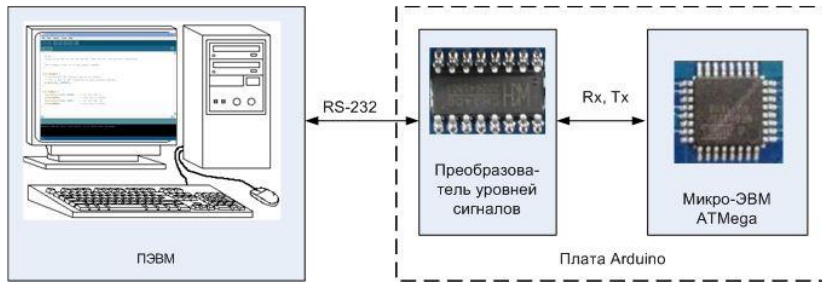 RS-232
Rx, Tx
Преобразова-
тель уровней
сигналов
Микро-ЭВМ
ATMega
ПЭВМ
Плата Arduino